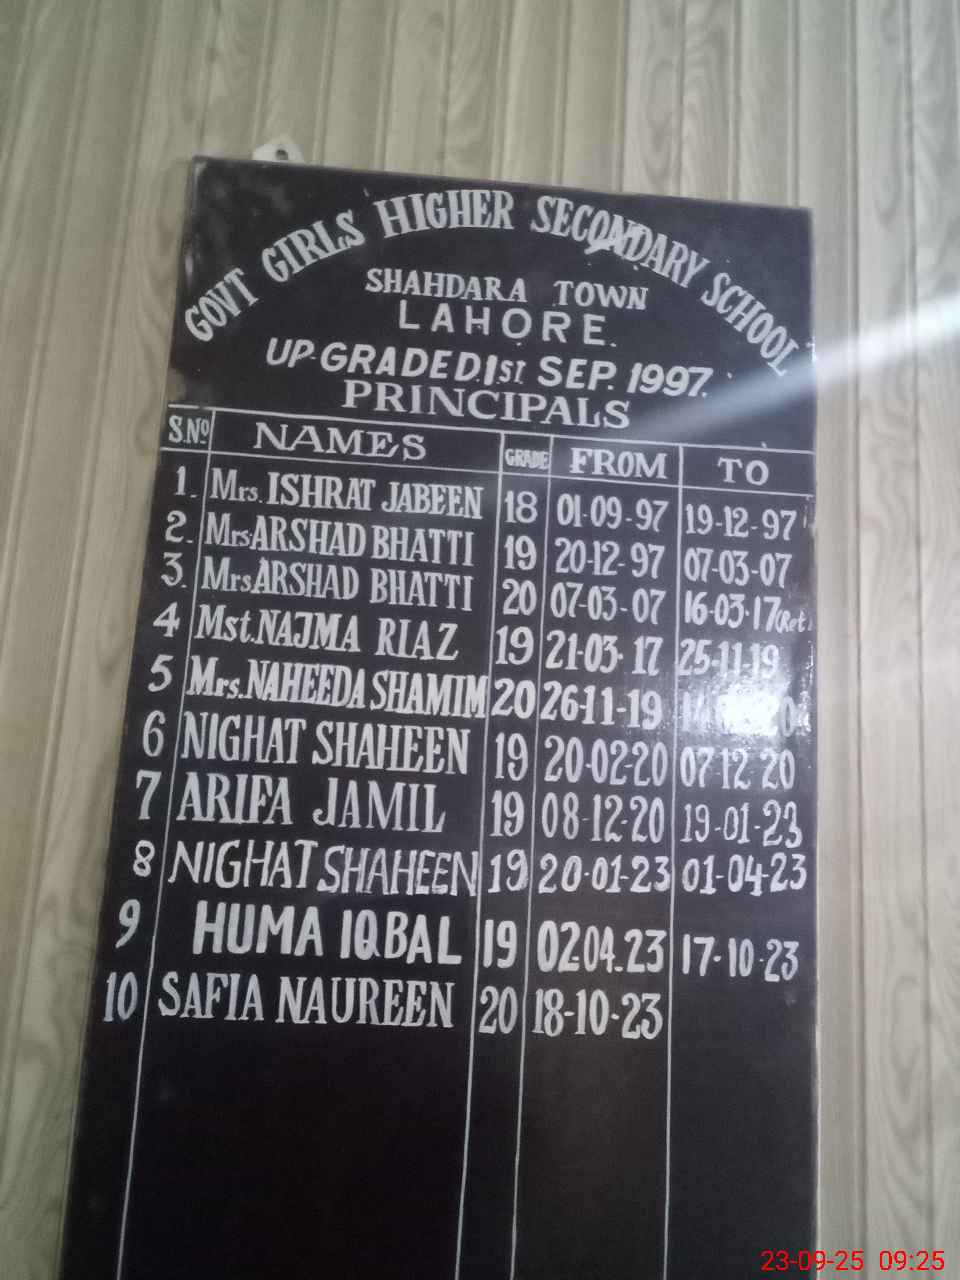 GOVT GIRLS HIGHER SECONDARY SCHOOL
SHAHDARA TOWN
LAHORE.
UP-GRADED.1st SEP. 1997.
PRINCIPALS
S.No NAMES GRADE FROM TO
1. Mrs. ISHRAT JABEEN 18 01-09-97 19-12-97
2. Mrs. ARSHAD BHATTI 19 20-12-97 07-03-07
3. Mrs. ARSHAD BHATTI 20 07-03-07 16-03-17(Ret)
4 Mst. NAJMA RIAZ 19 21-03-17 25-11-19
5 Mrs. NAHEEDA SHAMIM 20 26-11-19
6 NIGHAT SHAHEEN 19 20-02-20 07-12-20
7 ARIFA JAMIL 19 08-12-20 19-01-23
8 NIGHAT SHAHEEN 19 20-01-23 01-04-23
9 HUMA IQBAL 19 02-04-23 17-10-23
10 SAFIA NAUREEN 20 18-10-23
23-09-25 09:25